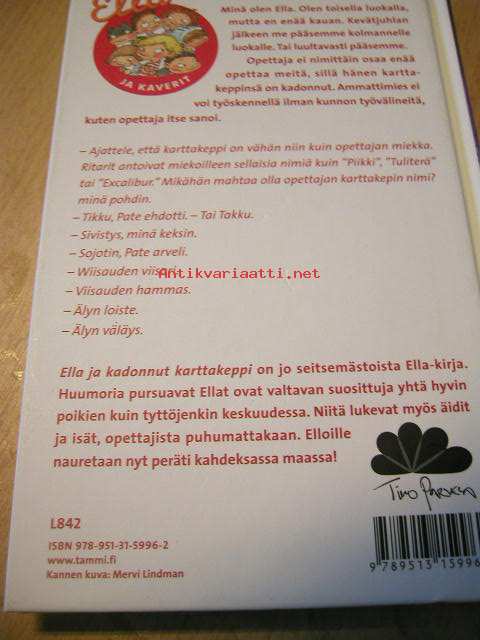 Ella
JA KAVERIT
Minä olen Ella. Olen toisella luokalla,
mutta en enää kauan. Kevätjuhlan
jälkeen me pääsemme kolmannelle
luokalle. Tai luultavasti pääsemme.
Opettaja ei nimittäin osaa enää
opettaa meitä, sillä hänen kartta-
keppinsä on kadonnut. Ammattimies ei
voi työskennellä ilman kunnon työvälineitä,
kuten opettaja itse sanoi.
– Ajattele, että karttakeppi on vähän niin kuin opettajan miekka.
Ritarit antoivat miekoilleen sellaisia nimiä kuin ”Piikki”, ”Tuliterä”
tai ”Excalibur.” Mikähän mahtaa olla opettajan karttakepin nimi?
minä pohdin.
– Tikku, Pate ehdotti. – Tai Takku.
– Sivistys, minä keksin.
– Sojotin, Pate arveli.
– Wiisauden
Antikvariaatti.net
– Viisauden hammas.
– Älyn loiste.
– Älyn väläys.
Ella ja kadonnut karttakeppi on jo seitsemästoista Ella-kirja.
Huumoria pursuavat Ellat ovat valtavan suosittuja yhtä hyvin
poikien kuin tyttöjenkin keskuudessa. Niitä lukevat myös äidit
ja isät, opettajista puhumattakaan. Elloille
nauretaan nyt peräti kahdeksassa maassa!
Timo Parvela
L842
ISBN 978-951-31-5996-2
www.tammi.fi
Kannen kuva: Mervi Lindman
9 789513 15996